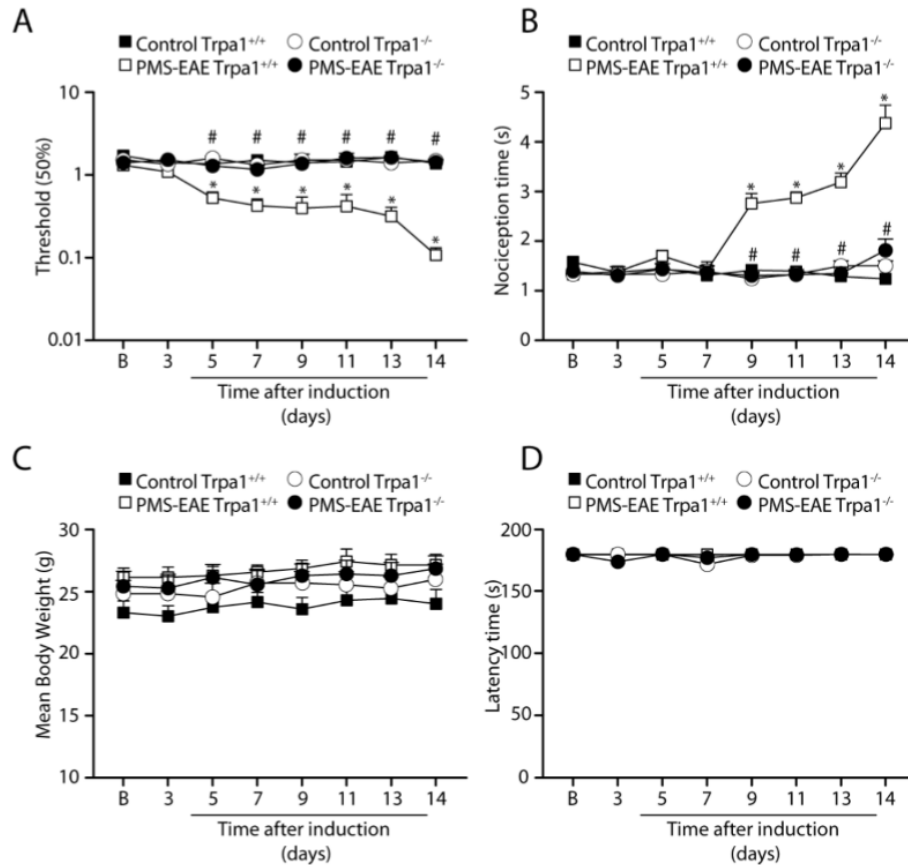 A
■ Control Trpa1+/+ ○ Control Trpa1-/-
□ PMS-EAE Trpa1+/+ ● PMS-EAE Trpa1-/-
Threshold (50%)
10
1
0.1
0.01
# # # # # #
* * * * * *
B 3 5 7 9 11 13 14
Time after induction
(days)
B
■ Control Trpa1+/+ ○ Control Trpa1-/-
□ PMS-EAE Trpa1+/+ ● PMS-EAE Trpa1-/-
Nociception time (s)
5
4
3
2
1
0
* * * *
# # # #
B 3 5 7 9 11 13 14
Time after induction
(days)
C
■ Control Trpa1+/+ ○ Control Trpa1-/-
□ PMS-EAE Trpa1+/+ ● PMS-EAE Trpa1-/-
Mean Body Weight (g)
30
25
22
15
10
B 3 5 7 9 11 13 14
Time after induction
(days)
D
■ Control Trpa1+/+ ○ Control Trpa1-/-
□ PMS-EAE Trpa1+/+ ● PMS-EAE Trpa1-/-
Latency time (s)
200
150
100
50
0
B 3 5 7 9 11 13 14
Time after induction
(days)